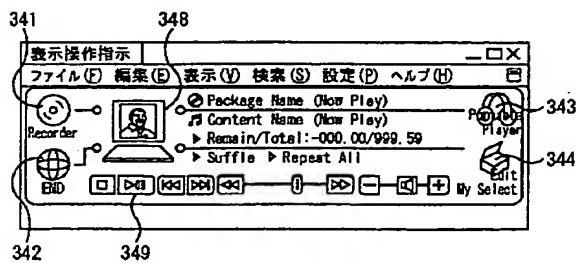 341
348
表示操作指示
ファイル(F) 編集(E) 表示(V) 検索(S) 設定(P) ヘルプ(H)
Package Name (Now Play)
Content Name (Now Play)
Remain/Total:-000.00/999.59
Suffle Repeat All
Recorder
Player
END
Edit
My Select
343
344
342
349